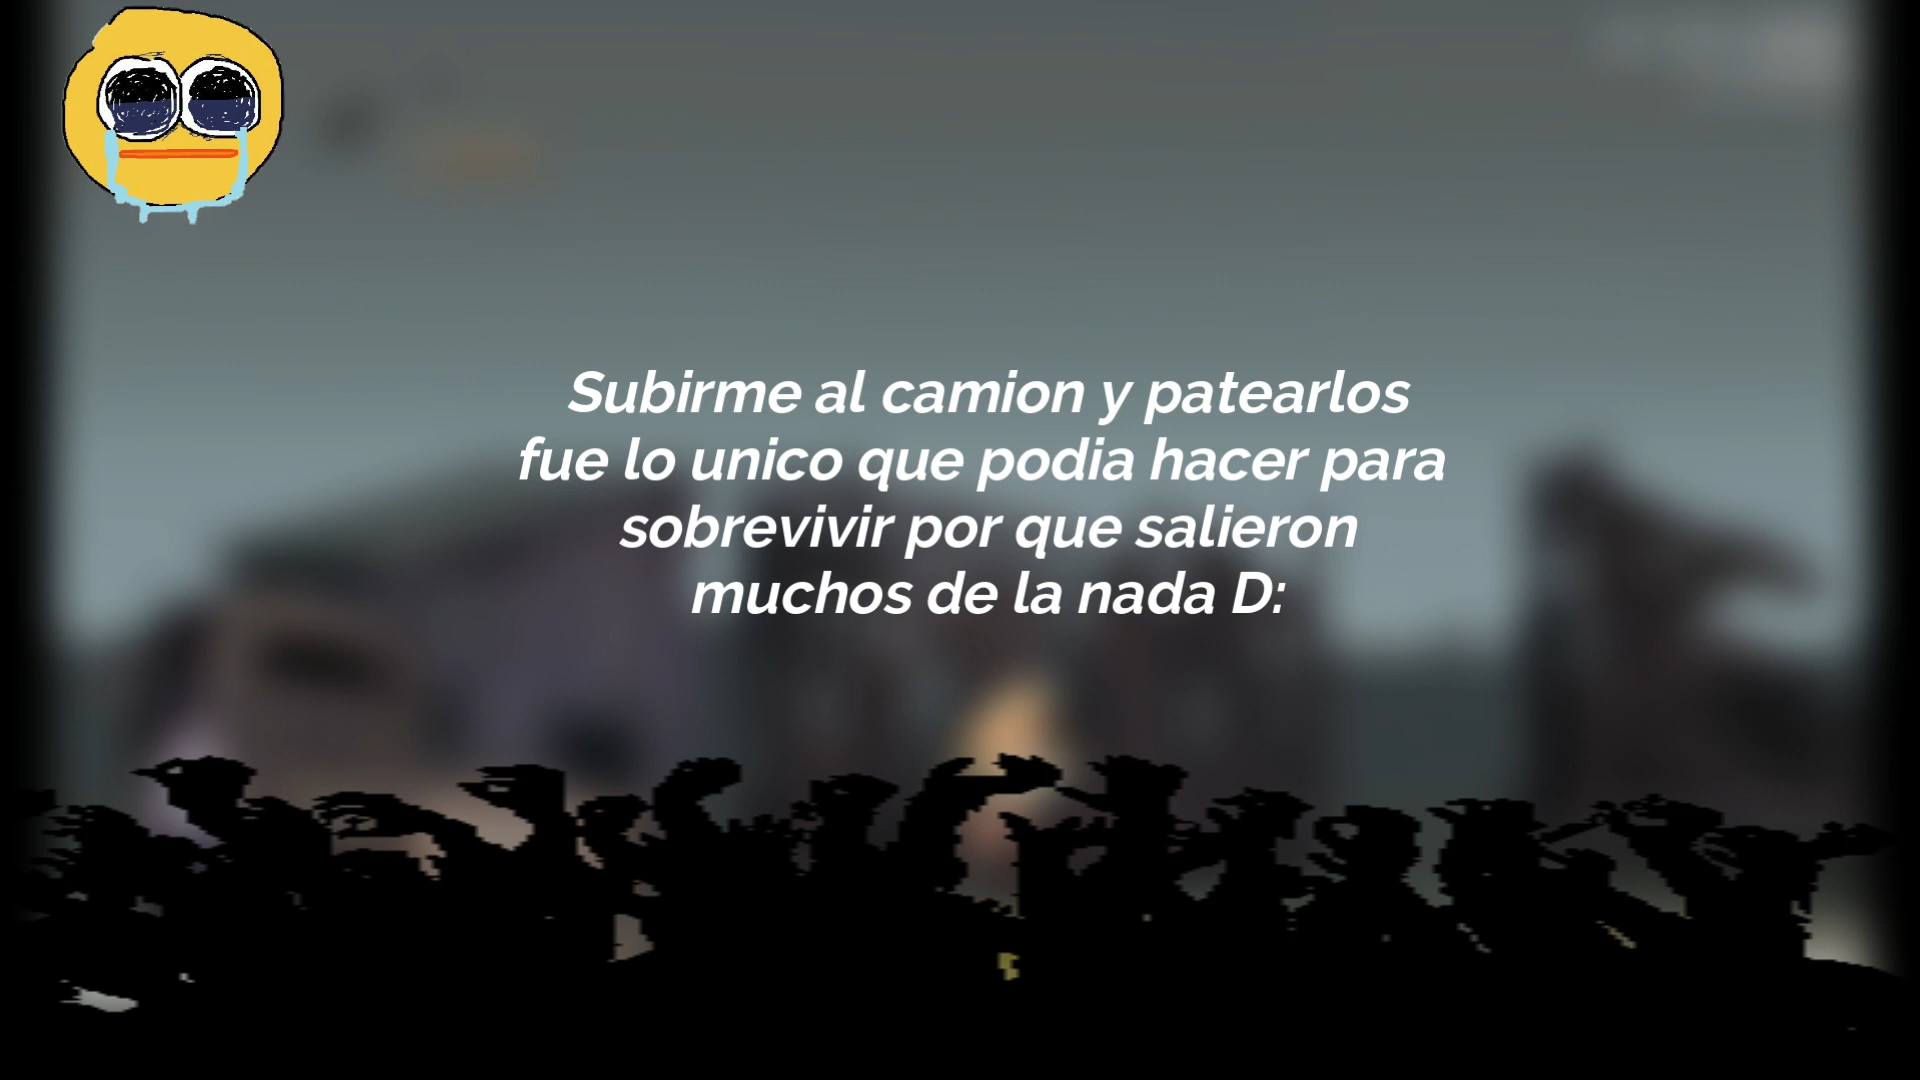 Subirme al camion y patearlos
fue lo unico que podia hacer para
sobrevivir por que salieron
muchos de la nada D: